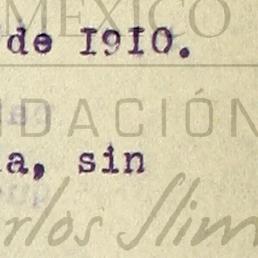 MÉXICO
de 1910.
DACIÓN
a, sin
rlos Slim